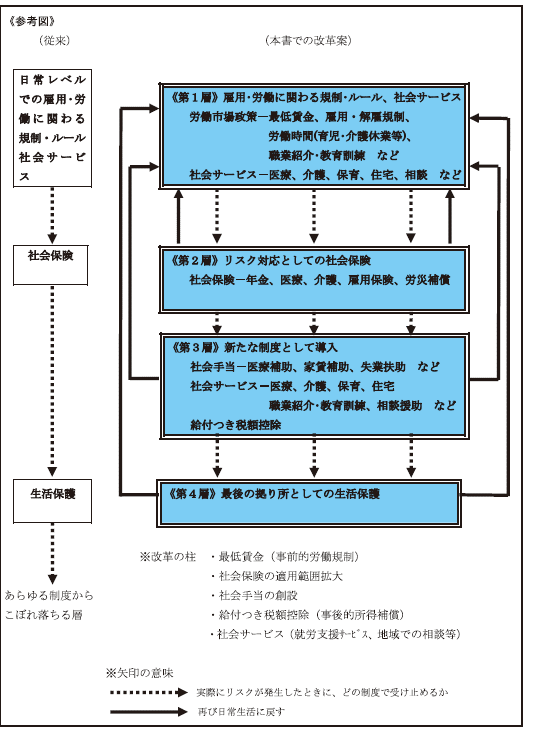 《参考図》
（従来）
（本書での改革案）
日常レベル
での雇用・労
働に関わる
規制・ルール
社会サービ
ス
社会保険
生活保護
あらゆる制度から
こぼれ落ちる層
《第１層》雇用・労働に関わる規制・ルール、社会サービス
労働市場政策－最低賃金、雇用・解雇規制、
労働時間(育児・介護休業等)、
職業紹介・教育訓練　など
社会サービス－医療、介護、保育、住宅、相談　など
《第２層》リスク対応としての社会保険
社会保険－年金、医療、介護、雇用保険、労災補償
《第３層》新たな制度として導入
社会手当－医療補助、家賃補助、失業扶助　など
社会サービス－医療、介護、保育、住宅
職業紹介・教育訓練、相談援助　など
給付つき税額控除
《第４層》最後の拠り所としての生活保護
※改革の柱　・最低賃金（事前的労働規制）
・社会保険の適用範囲拡大
・社会手当の創設
・給付つき税額控除（事後的所得補償）
・社会サービス（就労支援ｻｰﾋﾞｽ、地域での相談等）
※矢印の意味
実際にリスクが発生したときに、どの制度で受け止めるか
再び日常生活に戻す